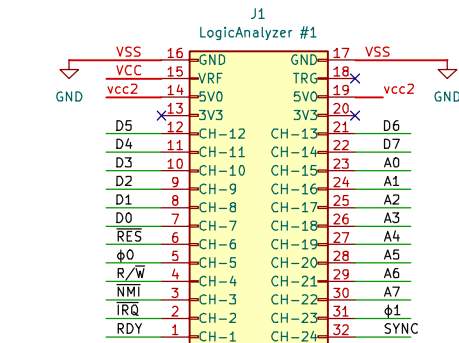 J1
LogicAnalyzer #1
VSS 16 GND GND 17 VSS
VCC 15 VRF TRG 18
GND vcc2 14 5V0 5V0 19 vcc2 GND
13 3V3 3V3 20
D5 12 CH-12 CH-13 21 D6
D4 11 CH-11 CH-14 22 D7
D3 10 CH-10 CH-15 23 A0
D2 9 CH-9 CH-16 24 A1
D1 8 CH-8 CH-17 25 A2
D0 7 CH-7 CH-18 26 A3
R̅E̅S̅ 6 CH-6 CH-19 27 A4
ϕ0 5 CH-5 CH-20 28 A5
R/W̅ 4 CH-4 CH-21 29 A6
N̅M̅I̅ 3 CH-3 CH-22 30 A7
I̅R̅Q̅ 2 CH-2 CH-23 31 ϕ1
RDY 1 CH-1 CH-24 32 SYNC